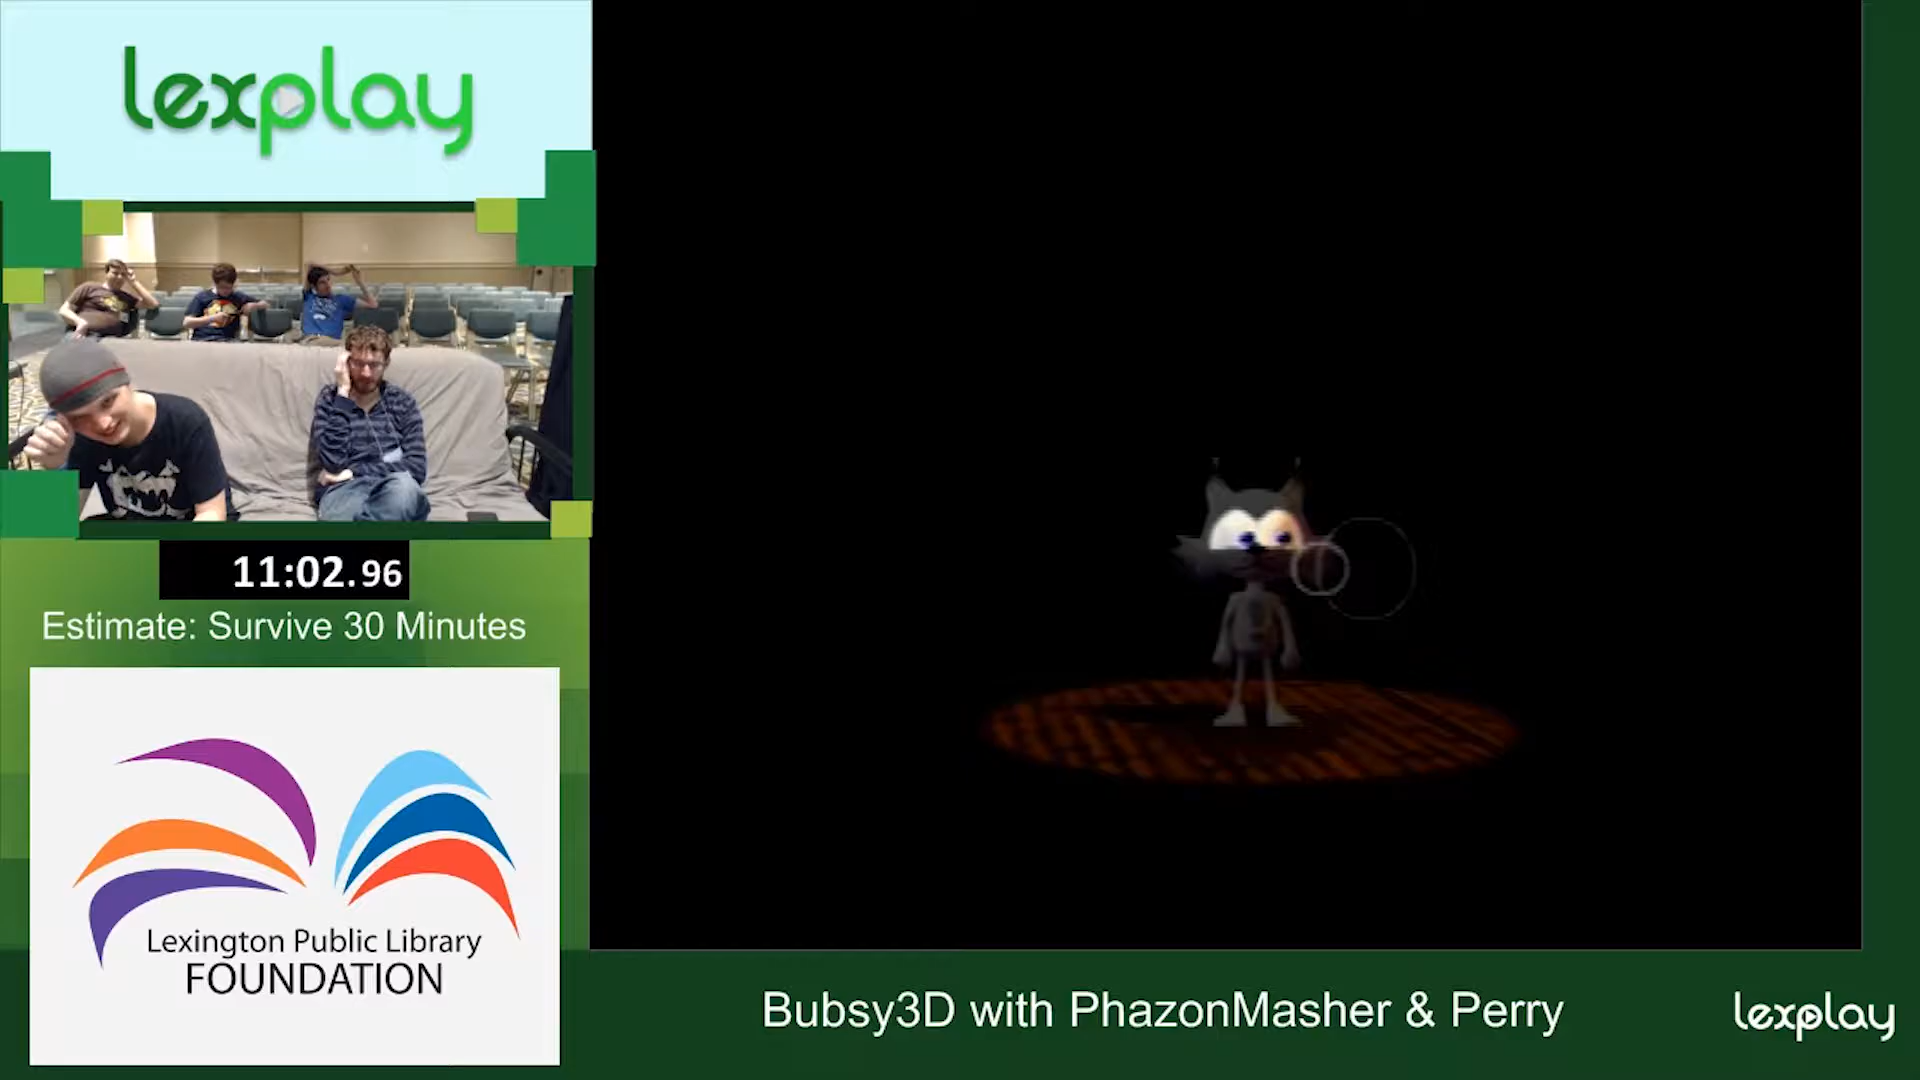 lexplay
11:02.96
Estimate: Survive 30 Minutes
Lexington Public Library
FOUNDATION
Bubsy3D with PhazonMasher & Perry
lexplay